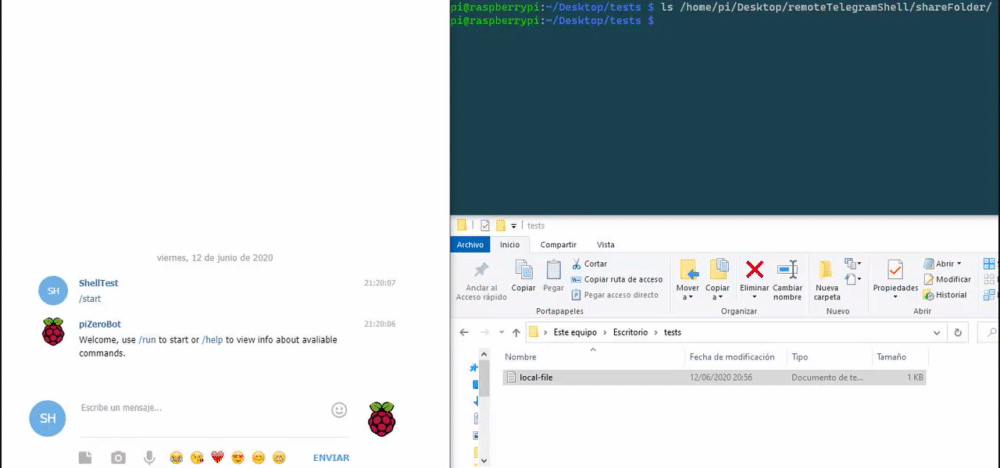 viernes, 12 de junio de 2020
SH
ShellTest
21:20:07
/start
piZeroBot
21:20:06
Welcome, use /run to start or /help to view info about avaliable
commands.
SH
Escribe un mensaje...
ENVIAR
pi@raspberrypi:~/Desktop/tests $ ls /home/pi/Desktop/remoteTelegramShell/shareFolder/
pi@raspberrypi:~/Desktop/tests $
tests
Archivo Inicio Compartir Vista
Anclar al
Acceso rápido
Copiar
Pegar
Cortar
Copiar ruta de acceso
Pegar acceso directo
Portapapeles
Mover
a
Copiar
a
Eliminar
Cambiar
nombre
Organizar
Nueva
carpeta
Nuevo
Propiedades
Abrir
Modificar
Historial
Abrir
Este equipo > Escritorio > tests
Nombre Fecha de modificación Tipo Tamaño
local-file 12/06/2020 20:56 Documento de te... 1 KB